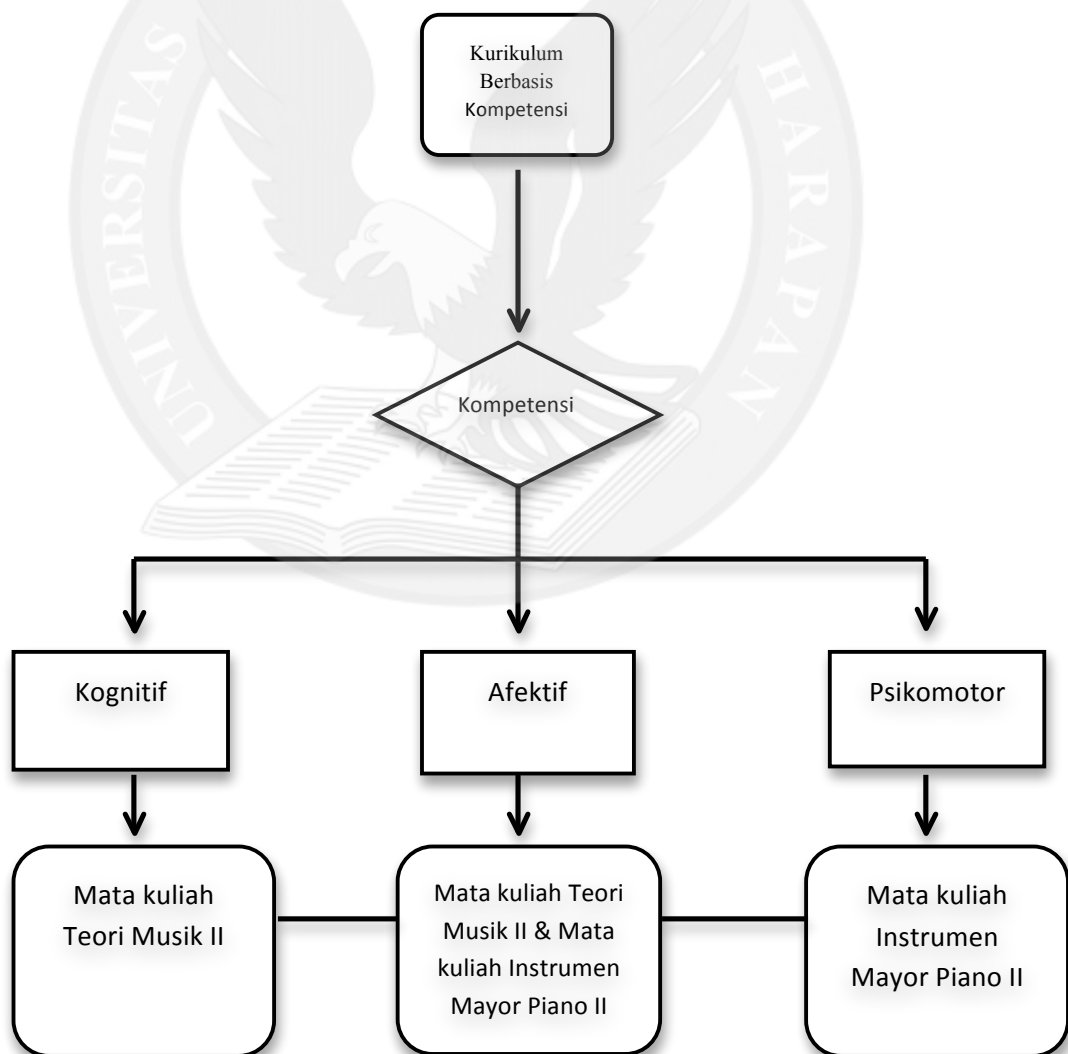 UNIVERSITAS
HARAPAN
Kurikulum
Berbasis
Kompetensi
Kompetensi
Kognitif
Afektif
Psikomotor
Mata kuliah
Teori Musik II
Mata kuliah Teori
Musik II & Mata
kuliah Instrumen
Mayor Piano II
Mata kuliah
Instrumen
Mayor Piano II